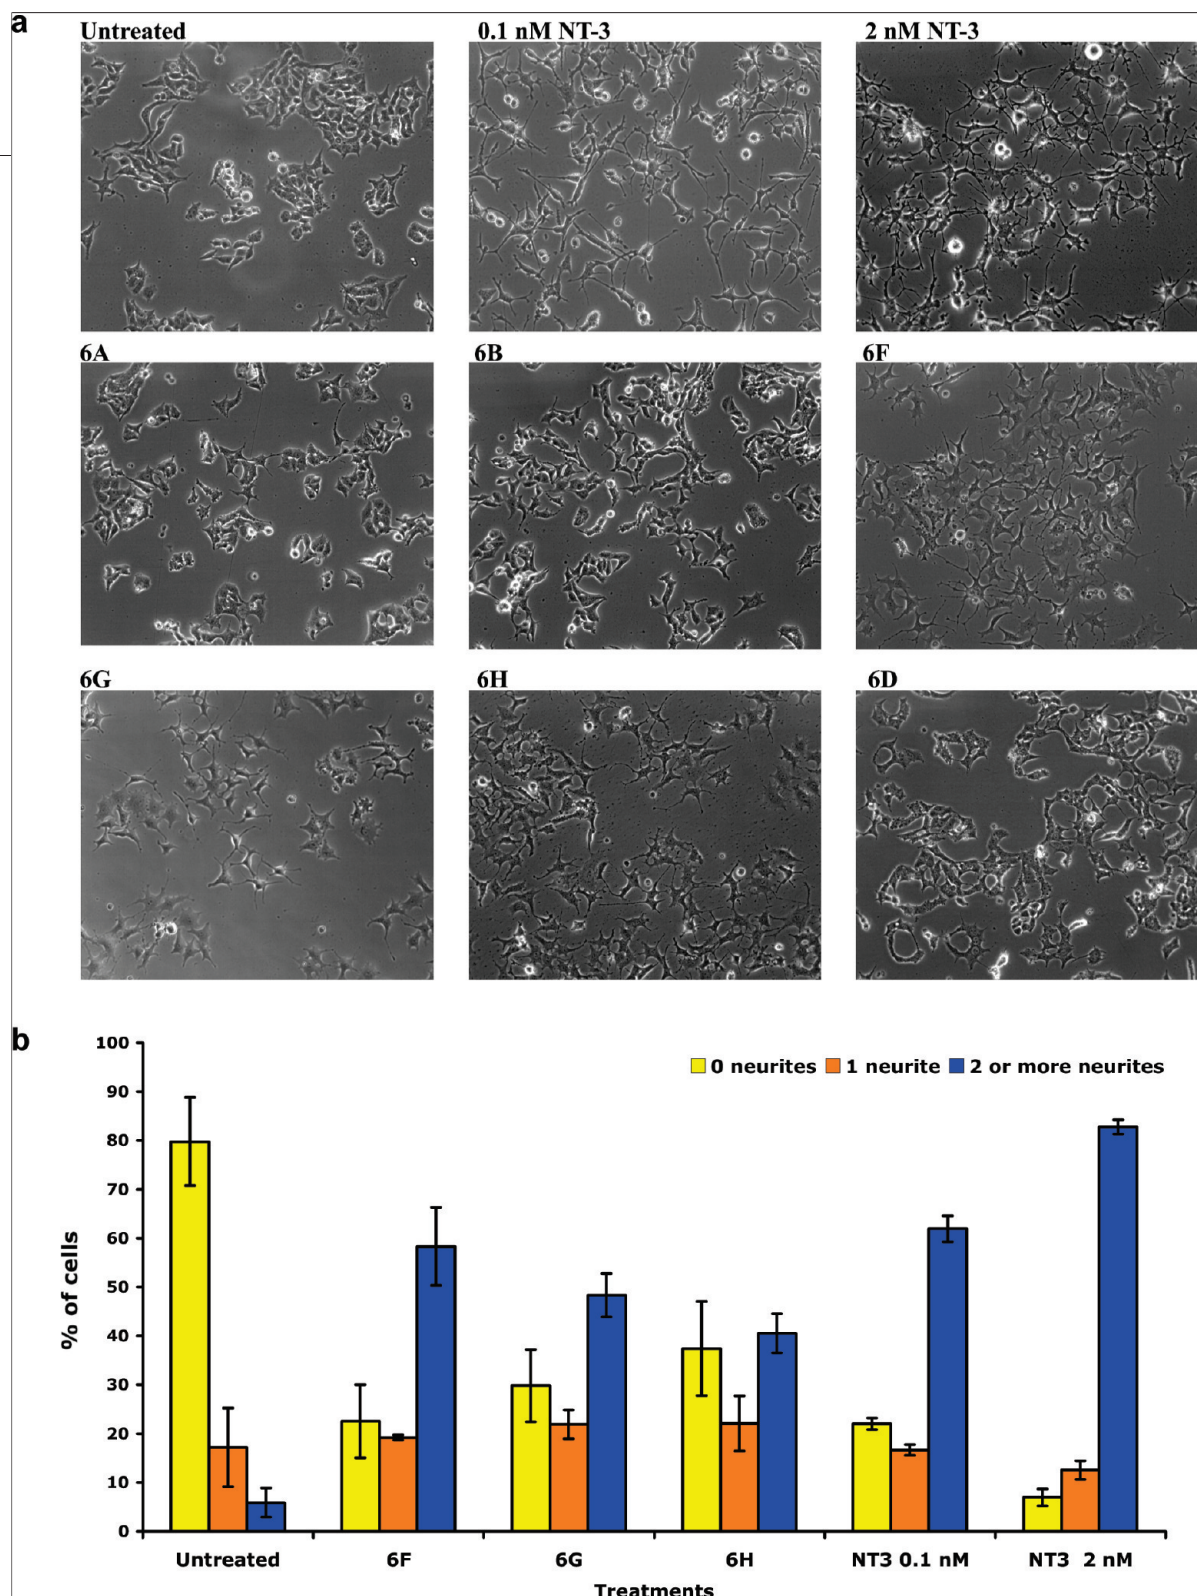 a
Untreated 0.1 nM NT-3 2 nM NT-3
6A 6B 6F
6G 6H 6D
b
100
0 neurites 1 neurite 2 or more neurites
90
80
70
60
50
40
30
20
10
0
% of cells
Untreated 6F 6G 6H NT3 0.1 nM NT3 2 nM
Treatments